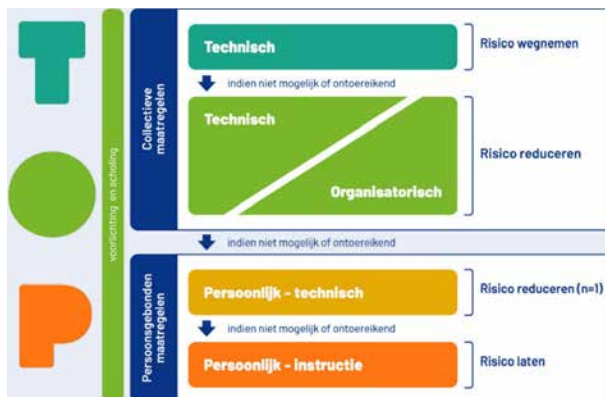 T
O
P
voorlichting en scholing
Collectieve
maatregelen
Technisch
Risico wegnemen
indien niet mogelijk of ontoereikend
Technisch
Organisatorisch
Risico reduceren
indien niet mogelijk of ontoereikend
Persoonsgebonden
maatregelen
Persoonlijk - technisch
Risico reduceren (n=1)
indien niet mogelijk of ontoereikend
Persoonlijk - instructie
Risico laten